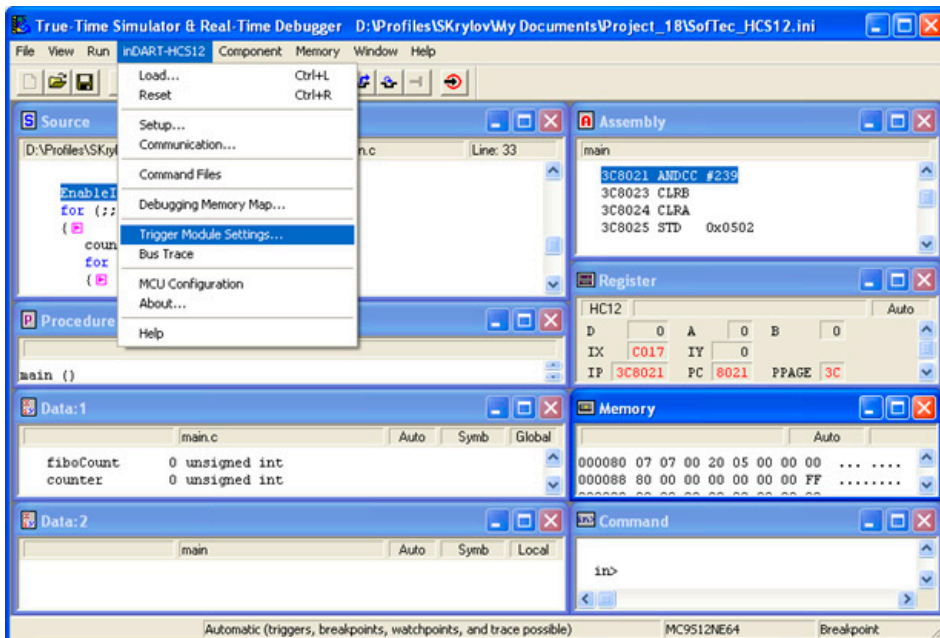 True-Time Simulator & Real-Time Debugger D:\Profiles\SKrylov\My Documents\Project_18\SofTec_HCS12.ini
File View Run inDART-HCS12 Component Memory Window Help
Load... Ctrl+L
Reset Ctrl+R
Setup...
Communication...
Command Files
Debugging Memory Map...
Trigger Module Settings...
Bus Trace
MCU Configuration
About...
Help
Source
D:\Profiles\SKryl
n.c Line: 33
EnableI
for (;;
{
coun
for
{
Assembly
main
3C8021 ANDCC #239
3C8023 CLRB
3C8024 CLRA
3C8025 STD 0x0502
Procedure
main ()
Register
HC12 Auto
D 0 A 0 B 0
IX C017 IY 0
IP 3C8021 PC 8021 PPAGE 3C
Data:1
main.c Auto Symb Global
fiboCount 0 unsigned int
counter 0 unsigned int
Memory
Auto
000080 07 07 00 20 05 00 00 00 ... ....
000088 80 00 00 00 00 00 00 FF ........
Data:2
main Auto Symb Local
Command
in>
Automatic (triggers, breakpoints, watchpoints, and trace possible) MC9S12NE64 Breakpoint